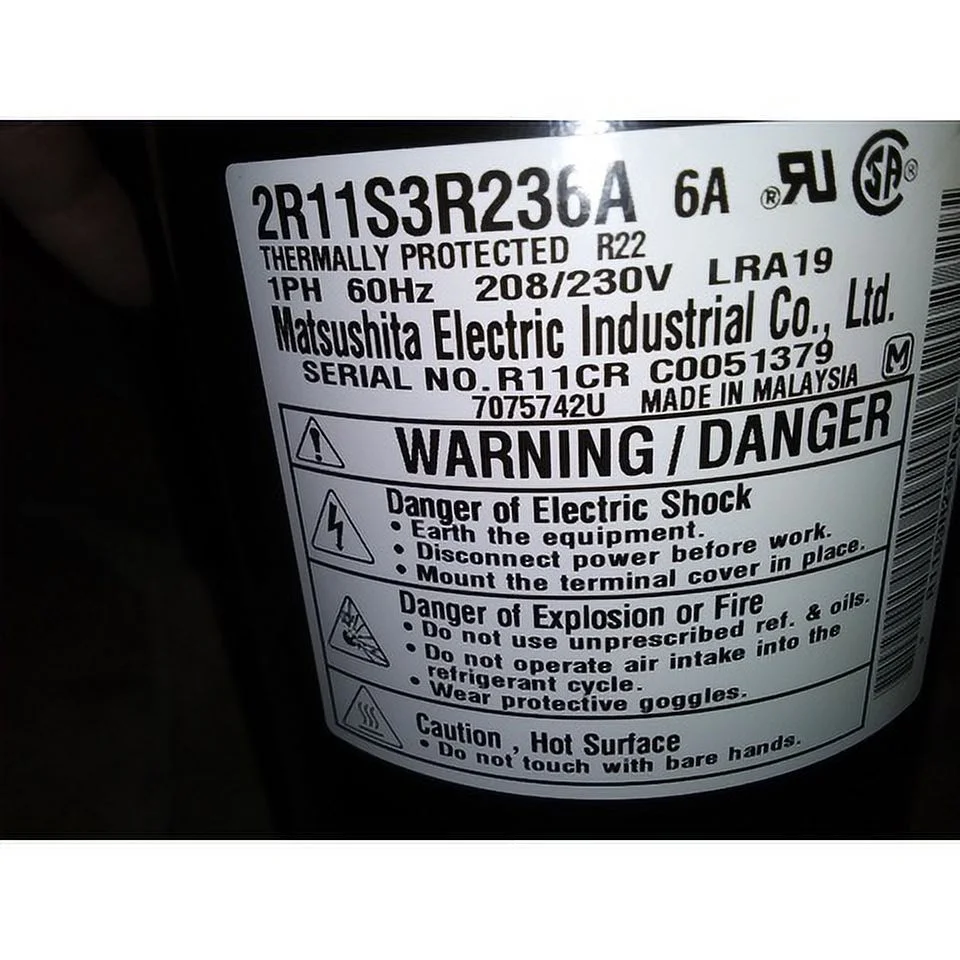 2R11S3R236A 6A ® RU CSA ®
THERMALLY PROTECTED R22
1PH 60Hz 208/230V LRA19
Matsushita Electric Industrial Co., Ltd.
SERIAL NO. R11CR C0051379 M
7075742U MADE IN MALAYSIA
WARNING / DANGER
Danger of Electric Shock
• Earth the equipment.
• Disconnect power before work.
• Mount the terminal cover in place.
Danger of Explosion or Fire
• Do not use unprescribed ref. & oils.
• Do not operate air intake into the
refrigerant cycle.
• Wear protective goggles.
Caution , Hot Surface
• Do not touch with bare hands.